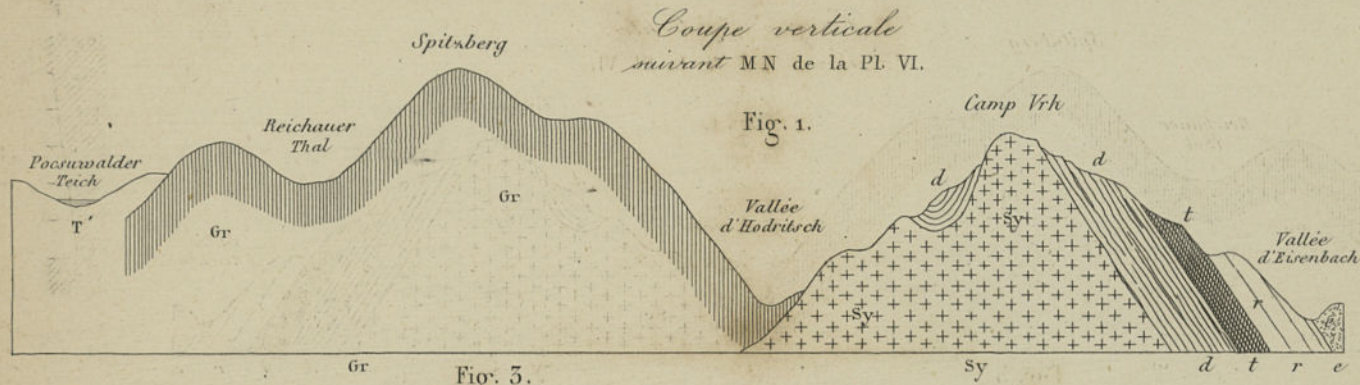 Coupe verticale
suivant MN de la Pl. VI.
Fig. 1.
Spitzberg
Camp Vrh
Reichauer
Thal
Pocsuwalder
Teich
T'
Gr
Gr
Vallée
d'Hodritsch
d
Sy
d
t
Vallée
d'Eisenbach
Sy
r
e
Gr
Fig. 3.
Sy
d t r e